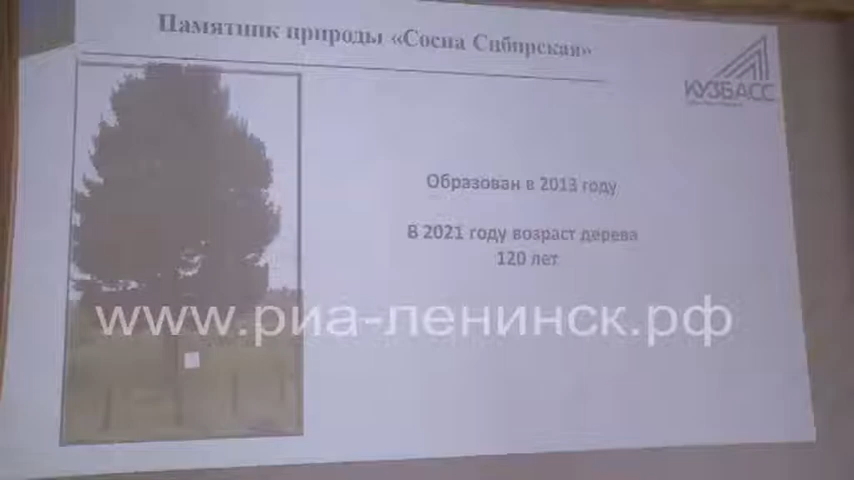 Памятник природы «Сосна Сибирская»
КУЗБАСС
Образован в 2013 году
В 2021 году возраст дерева
120 лет
www.риа-ленинск.рф